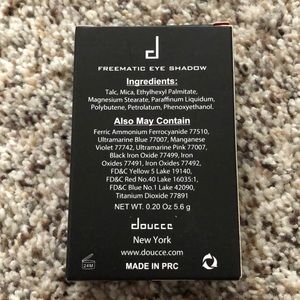 d
FREEMATIC EYE SHADOW
Ingredients:
Talc, Mica, Ethylhexyl Palmitate,
Magnesium Stearate, Paraffinum Liquidum,
Polybutene, Petrolatum, Phenoxyethanol.
Also May Contain
Ferric Ammonium Ferrocyanide 77510,
Ultramarine Blue 77007, Manganese
Violet 77742, Ultramarine Pink 77007,
Black Iron Oxide 77499, Iron
Oxides 77491, Iron Oxides 77492,
FD&C Yellow 5 Lake 19140,
FD&C Red No.40 Lake 16035:1,
FD&C Blue No.1 Lake 42090,
Titanium Dioxide 77891
NET WT. 0.20 Oz 5.6 g
doucce
New York
www.doucce.com
24M
MADE IN PRC